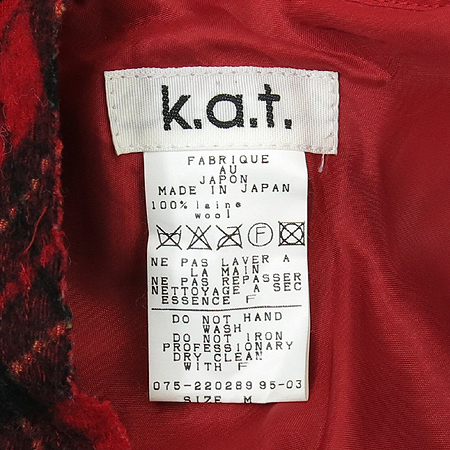 k.a.t.
FABRIQUE
AU
JAPON
MADE IN JAPAN
100% laine
wool
F
NE PAS LAVER A
LA MAIN
NE PAS REPASSER
NETTOYAGE A SEC
ESSENCE F
DO NOT HAND
WASH
DO NOT IRON
PROFESSIONARY
DRY CLEAN
WITH F
075-220289 95-03
SIZE M